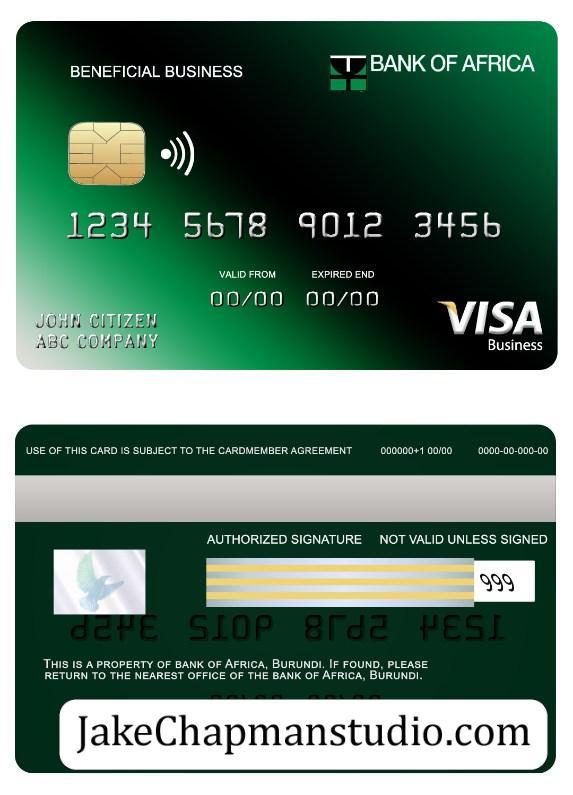 BENEFICIAL BUSINESS
BANK OF AFRICA
1234 5678 9012 3456
VALID FROM EXPIRED END
00/00 00/00
JOHN CITIZEN
ABC COMPANY
VISA
Business
USE OF THIS CARD IS SUBJECT TO THE CARDMEMBER AGREEMENT 000000+1 00/00 0000-00-000-00
AUTHORIZED SIGNATURE NOT VALID UNLESS SIGNED
999
THIS IS A PROPERTY OF BANK OF AFRICA, BURUNDI. IF FOUND, PLEASE
RETURN TO THE NEAREST OFFICE OF THE BANK OF AFRICA, BURUNDI.
JakeChapmanstudio.com